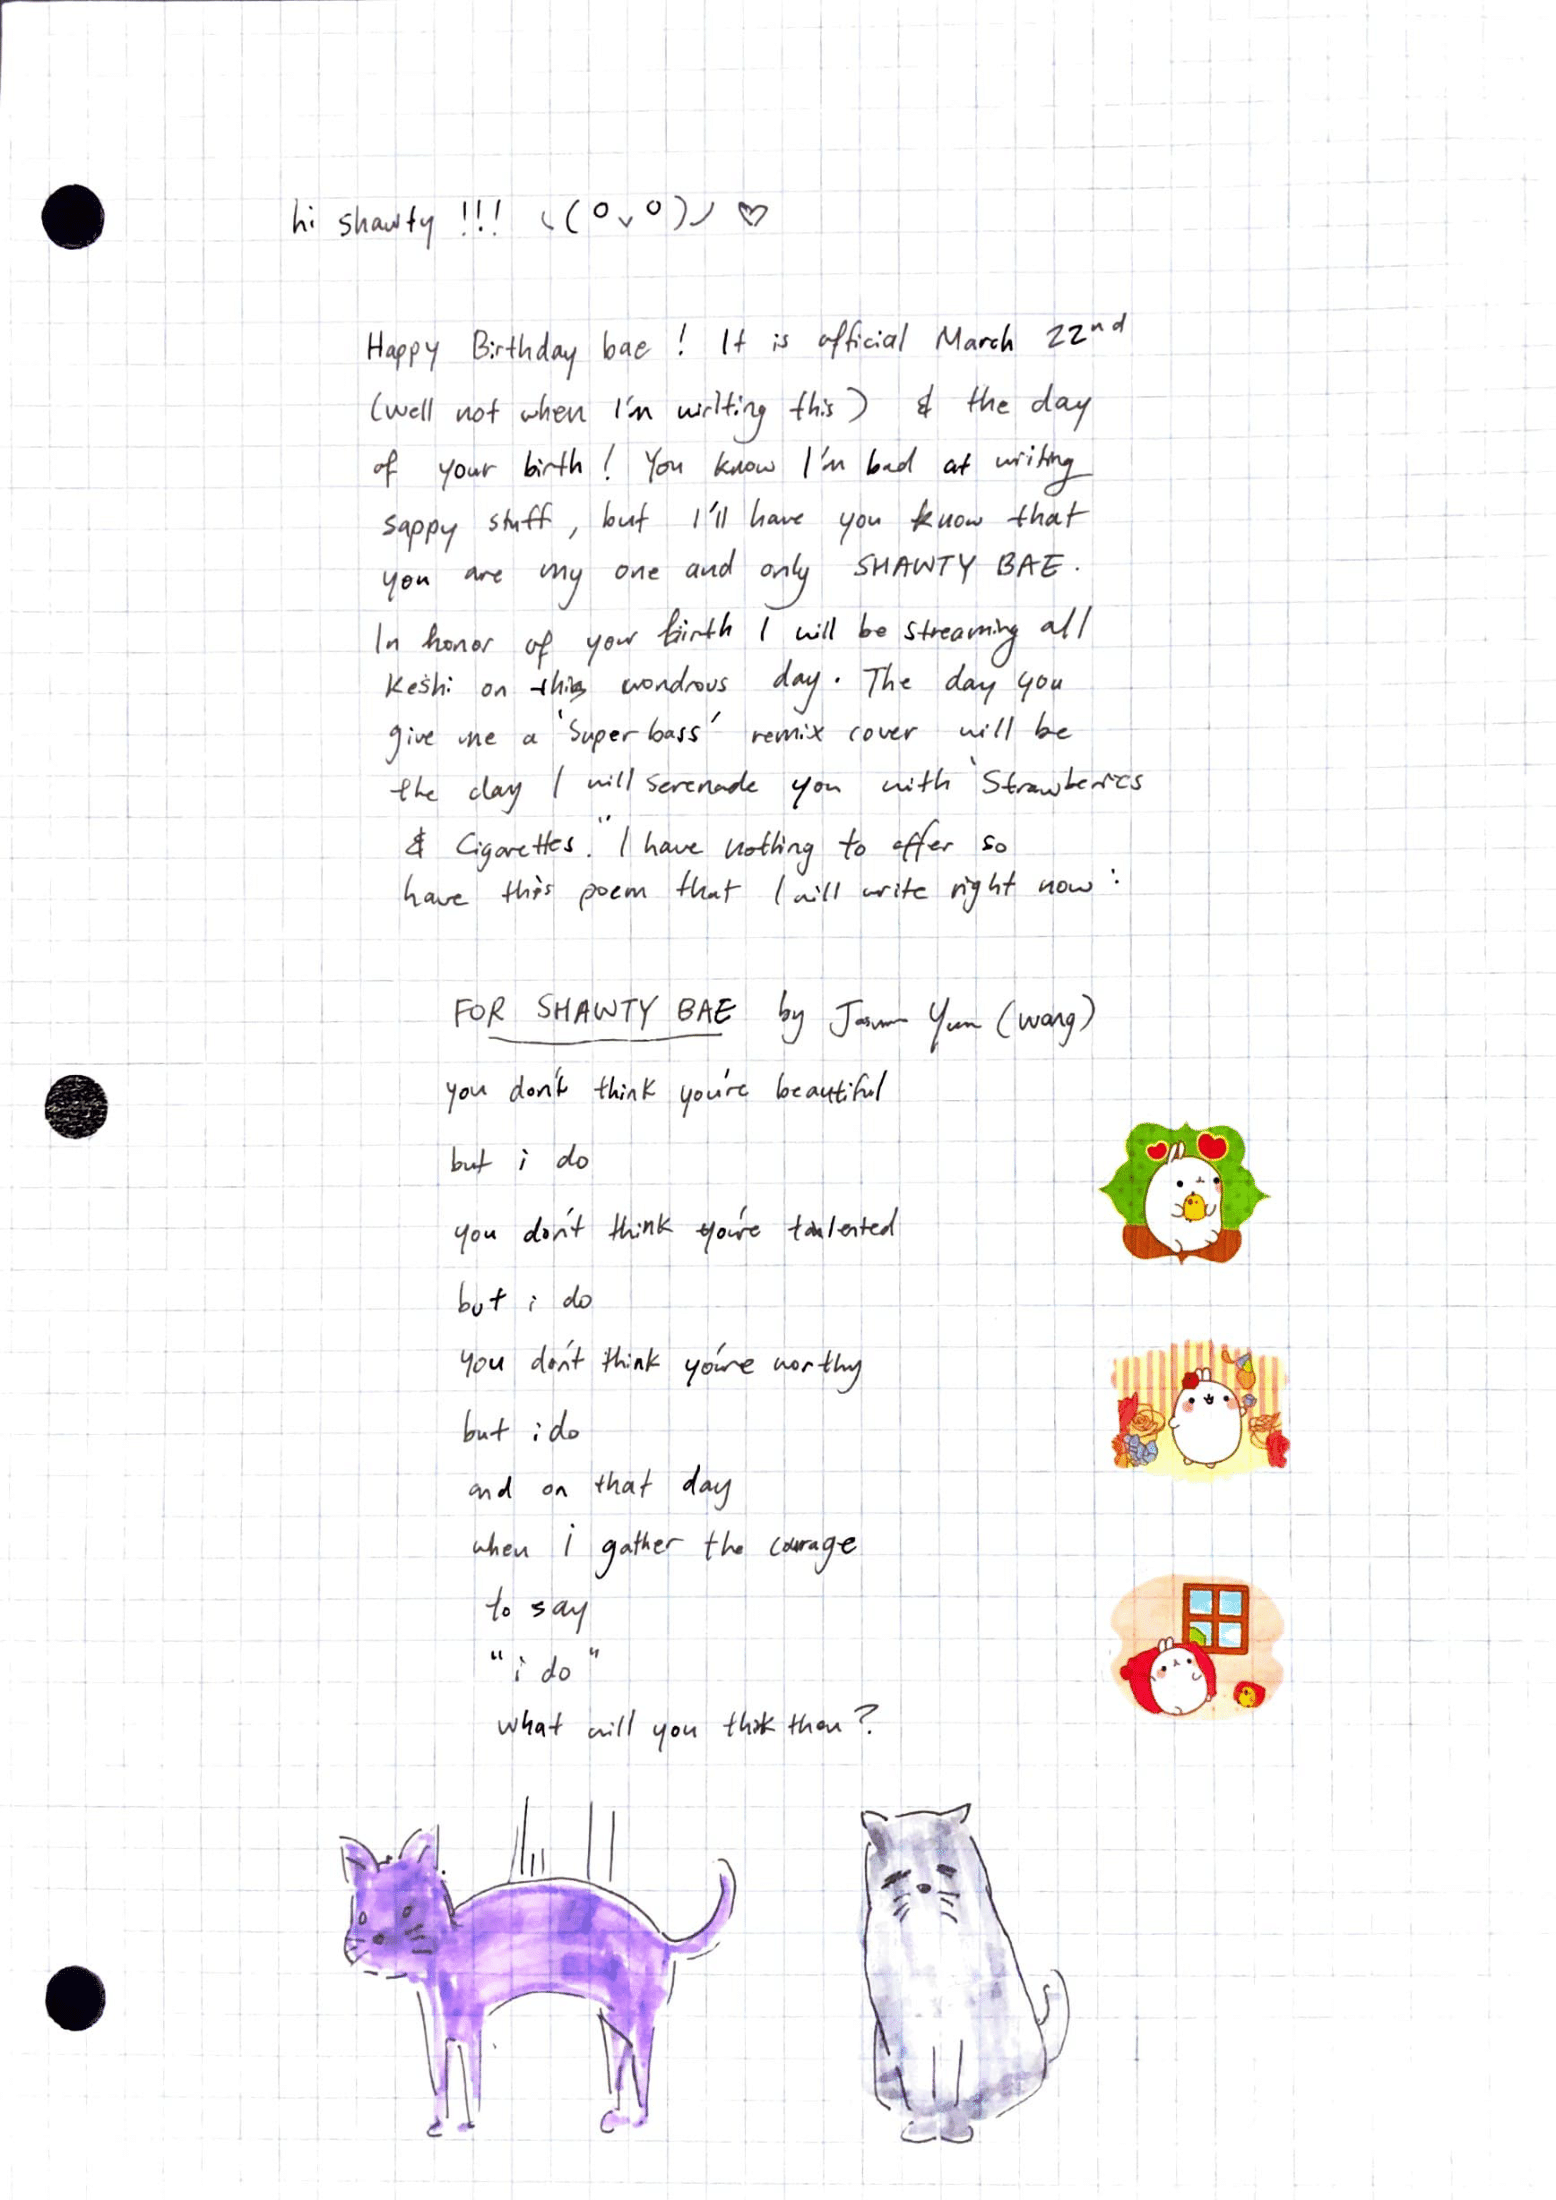 hi shawty !!! ヽ(°v°)ノ ♡
Happy Birthday bae ! It is official March 22nd
(well not when I'm writing this) & the day
of your birth ! You know I'm bad at writing
sappy stuff, but I'll have you know that
you are my one and only SHAWTY BAE.
In honor of your birth I will be streaming all
Keshi on this wondrous day. The day you
give me a 'Super bass' remix cover will be
the day I will serenade you with 'Strawberries
& Cigarettes." I have nothing to offer so
have this poem that I will write right now :
FOR SHAWTY BAE by Yun (Wang)
you don't think you're beautiful
but i do
you don't think you're talented
but i do
you don't think you're worthy
but i do
and on that day
when i gather the courage
to say
"i do"
what will you think then?